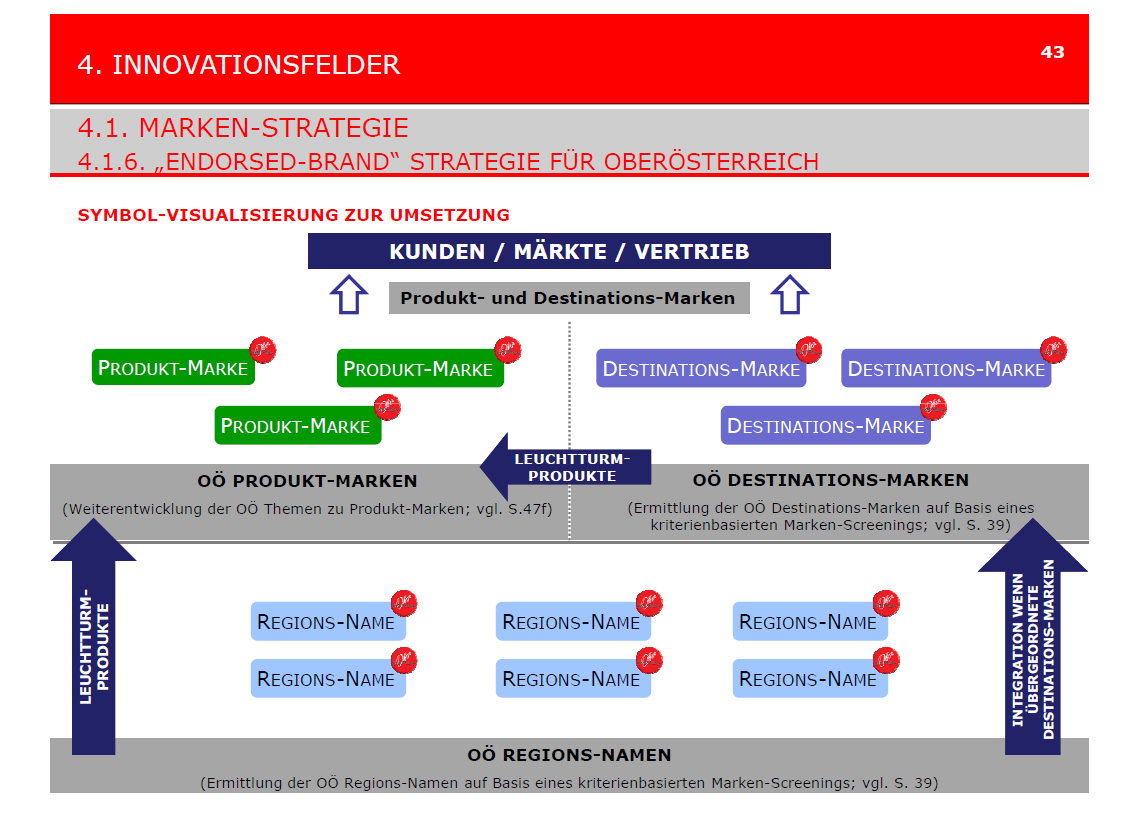 43
4. INNOVATIONSFELDER
4.1. MARKEN-STRATEGIE
4.1.6. „ENDORSED-BRAND“ STRATEGIE FÜR OBERÖSTERREICH
SYMBOL-VISUALISIERUNG ZUR UMSETZUNG
KUNDEN / MÄRKTE / VERTRIEB
Produkt- und Destinations-Marken
PRODUKT-MARKE
PRODUKT-MARKE
DESTINATIONS-MARKE
DESTINATIONS-MARKE
PRODUKT-MARKE
DESTINATIONS-MARKE
LEUCHTTURM-
PRODUKTE
OÖ PRODUKT-MARKEN
(Weiterentwicklung der OÖ Themen zu Produkt-Marken; vgl. S.47f)
OÖ DESTINATIONS-MARKEN
(Ermittlung der OÖ Destinations-Marken auf Basis eines
kriterienbasierten Marken-Screenings; vgl. S. 39)
LEUCHTTURM-
PRODUKTE
REGIONS-NAME
REGIONS-NAME
REGIONS-NAME
REGIONS-NAME
REGIONS-NAME
REGIONS-NAME
INTEGRATION WENN
ÜBERGEORDNETE
DESTINATIONS-MARKEN
OÖ REGIONS-NAMEN
(Ermittlung der OÖ Regions-Namen auf Basis eines kriterienbasierten Marken-Screenings; vgl. S. 39)